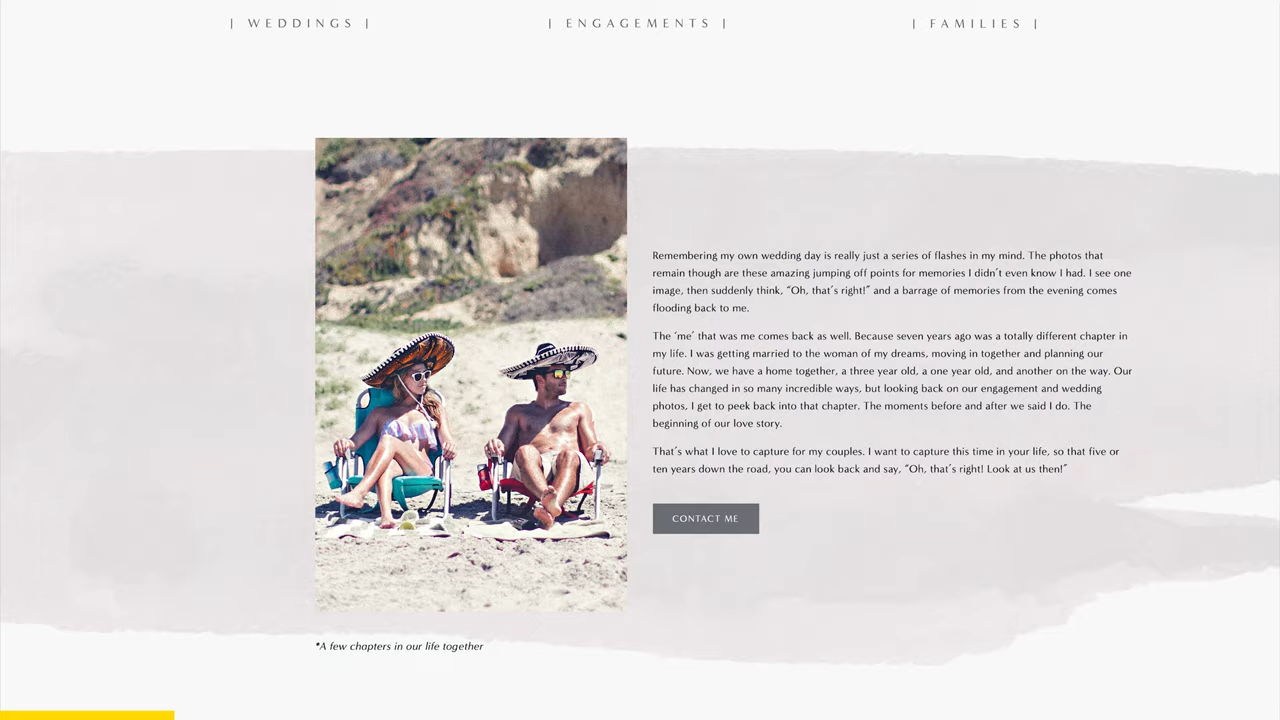 | WEDDINGS |
| ENGAGEMENTS |
| FAMILIES |
Remembering my own wedding day is really just a series of flashes in my mind. The photos that
remain though are these amazing jumping off points for memories I didn't even know I had. I see one
image, then suddenly think, “Oh, that's right!” and a barrage of memories from the evening comes
flooding back to me.
The ‘me’ that was me comes back as well. Because seven years ago was a totally different chapter in
my life. I was getting married to the woman of my dreams, moving in together and planning our
future. Now, we have a home together, a three year old, a one year old, and another on the way. Our
life has changed in so many incredible ways, but looking back on our engagement and wedding
photos, I get to peek back into that chapter. The moments before and after we said I do. The
beginning of our love story.
That's what I love to capture for my couples. I want to capture this time in your life, so that five or
ten years down the road, you can look back and say, “Oh, that's right! Look at us then!”
CONTACT ME
*A few chapters in our life together